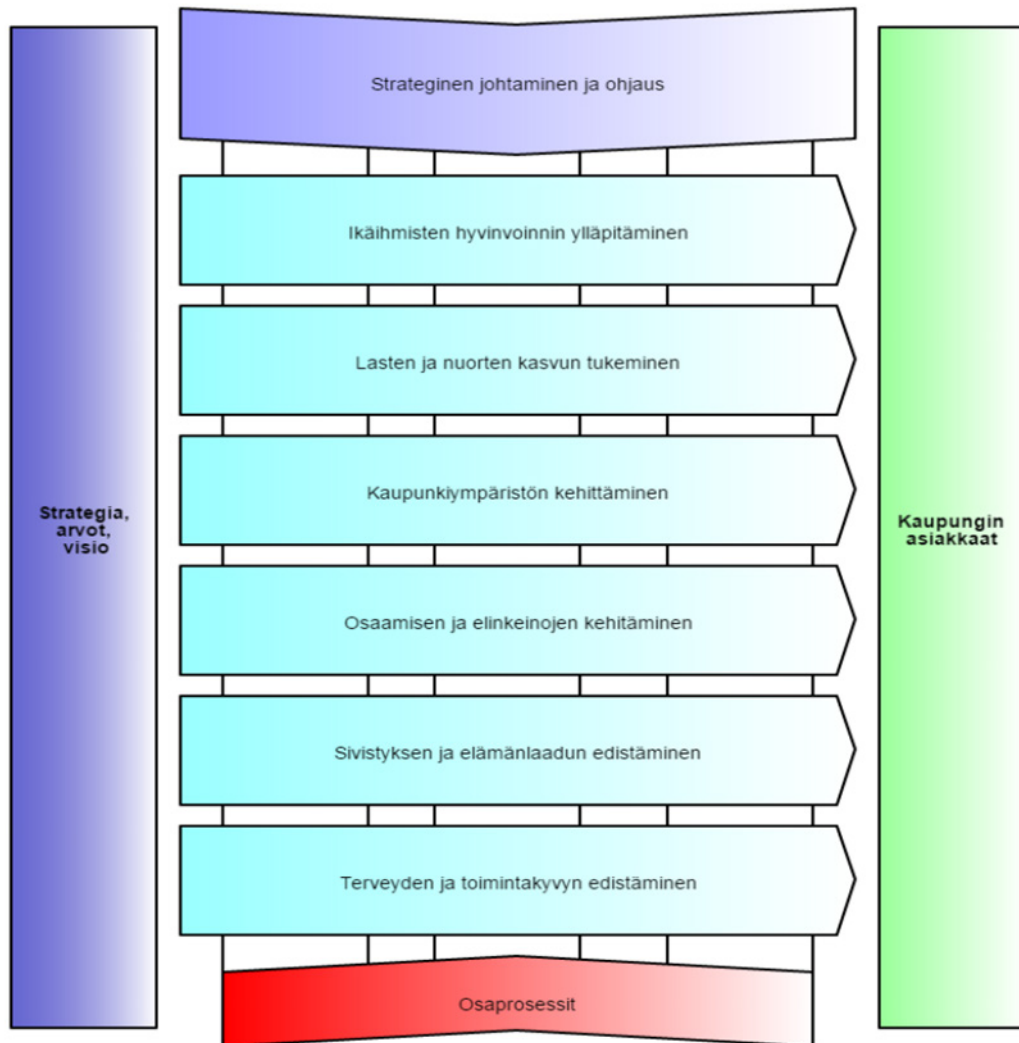 Strateginen johtaminen ja ohjaus
Ikäihmisten hyvinvoinnin ylläpitäminen
Lasten ja nuorten kasvun tukeminen
Kaupunkiympäristön kehittäminen
Strategia,
arvot,
visio
Kaupungin
asiakkaat
Osaamisen ja elinkeinojen kehitäminen
Sivistyksen ja elämänlaadun edistäminen
Terveyden ja toimintakyvyn edistäminen
Osaprosessit